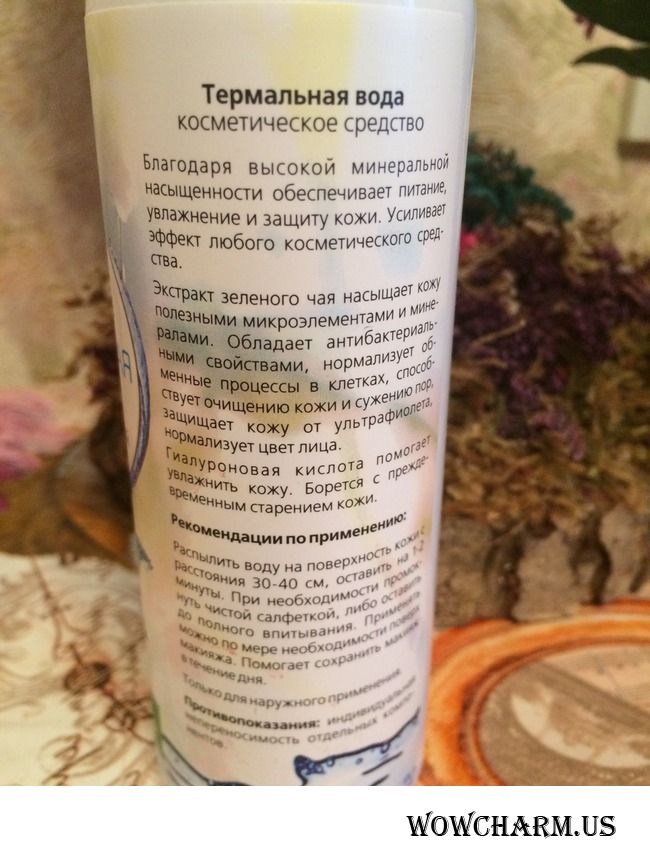 Термальная вода
косметическое средство
Благодаря высокой минеральной
насыщенности обеспечивает питание,
увлажнение и защиту кожи. Усиливает
эффект любого косметического сред-
ства.
Экстракт зеленого чая насыщает кожу
полезными микроэлементами и мине-
ралами. Обладает антибактериаль-
ными свойствами, нормализует об-
менные процессы в клетках, способ-
ствует очищению кожи и сужению пор,
защищает кожу от ультрафиолета,
нормализует цвет лица.
Гиалуроновая кислота помогает
увлажнить кожу. Борется с прежде-
временным старением кожи.
Рекомендации по применению:
Распылить воду на поверхность кожи с
расстояния 30-40 см, оставить на 1-2
минуты. При необходимости промок-
нуть чистой салфеткой, либо оставить
до полного впитывания. Применять
можно по мере необходимости поверх
макияжа. Помогает сохранить макияж
в течение дня.
Только для наружного применения.
Противопоказания: индивидуальная
непереносимость отдельных компо-
нентов.
WOWCHARM.US